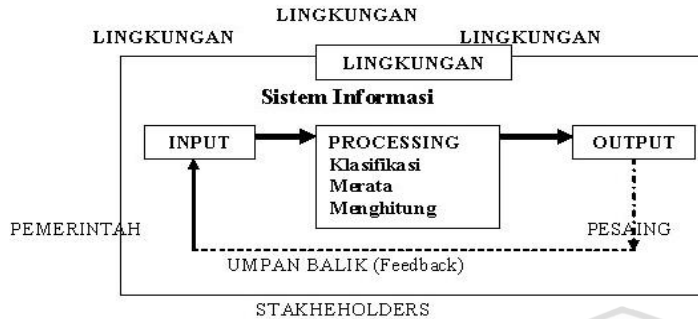 LINGKUNGAN
LINGKUNGAN
LINGKUNGAN
LINGKUNGAN
Sistem Informasi
INPUT
PROCESSING
Klasifikasi
Merata
Menghitung
OUTPUT
PEMERINTAH
PESAING
UMPAN BALIK (Feedback)
STAKHEHOLDERS